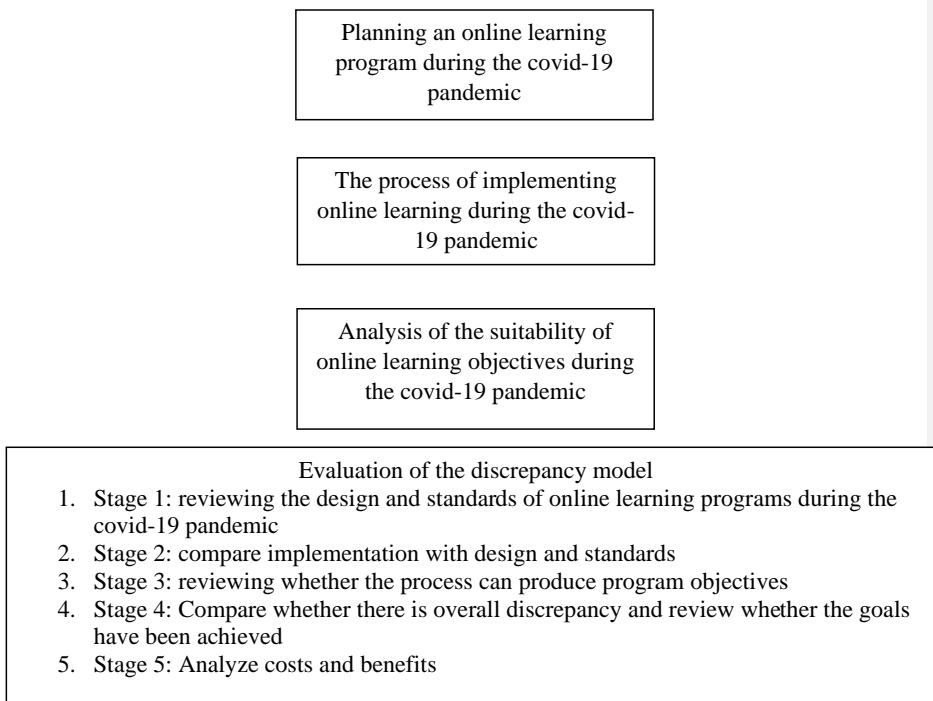 Planning an online learning
program during the covid-19
pandemic
The process of implementing
online learning during the covid-
19 pandemic
Analysis of the suitability of
online learning objectives during
the covid-19 pandemic
Evaluation of the discrepancy model
1. Stage 1: reviewing the design and standards of online learning programs during the
covid-19 pandemic
2. Stage 2: compare implementation with design and standards
3. Stage 3: reviewing whether the process can produce program objectives
4. Stage 4: Compare whether there is overall discrepancy and review whether the goals
have been achieved
5. Stage 5: Analyze costs and benefits